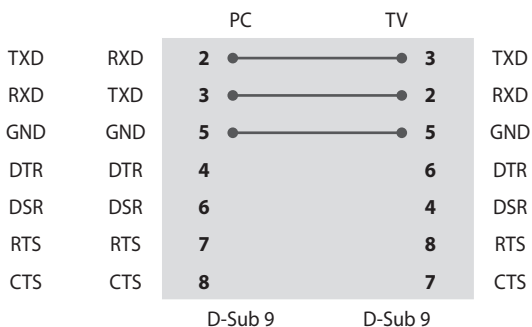 PC TV
TXD RXD 2 3 TXD
RXD TXD 3 2 RXD
GND GND 5 5 GND
DTR DTR 4 6 DTR
DSR DSR 6 4 DSR
RTS RTS 7 8 RTS
CTS CTS 8 7 CTS
D-Sub 9 D-Sub 9